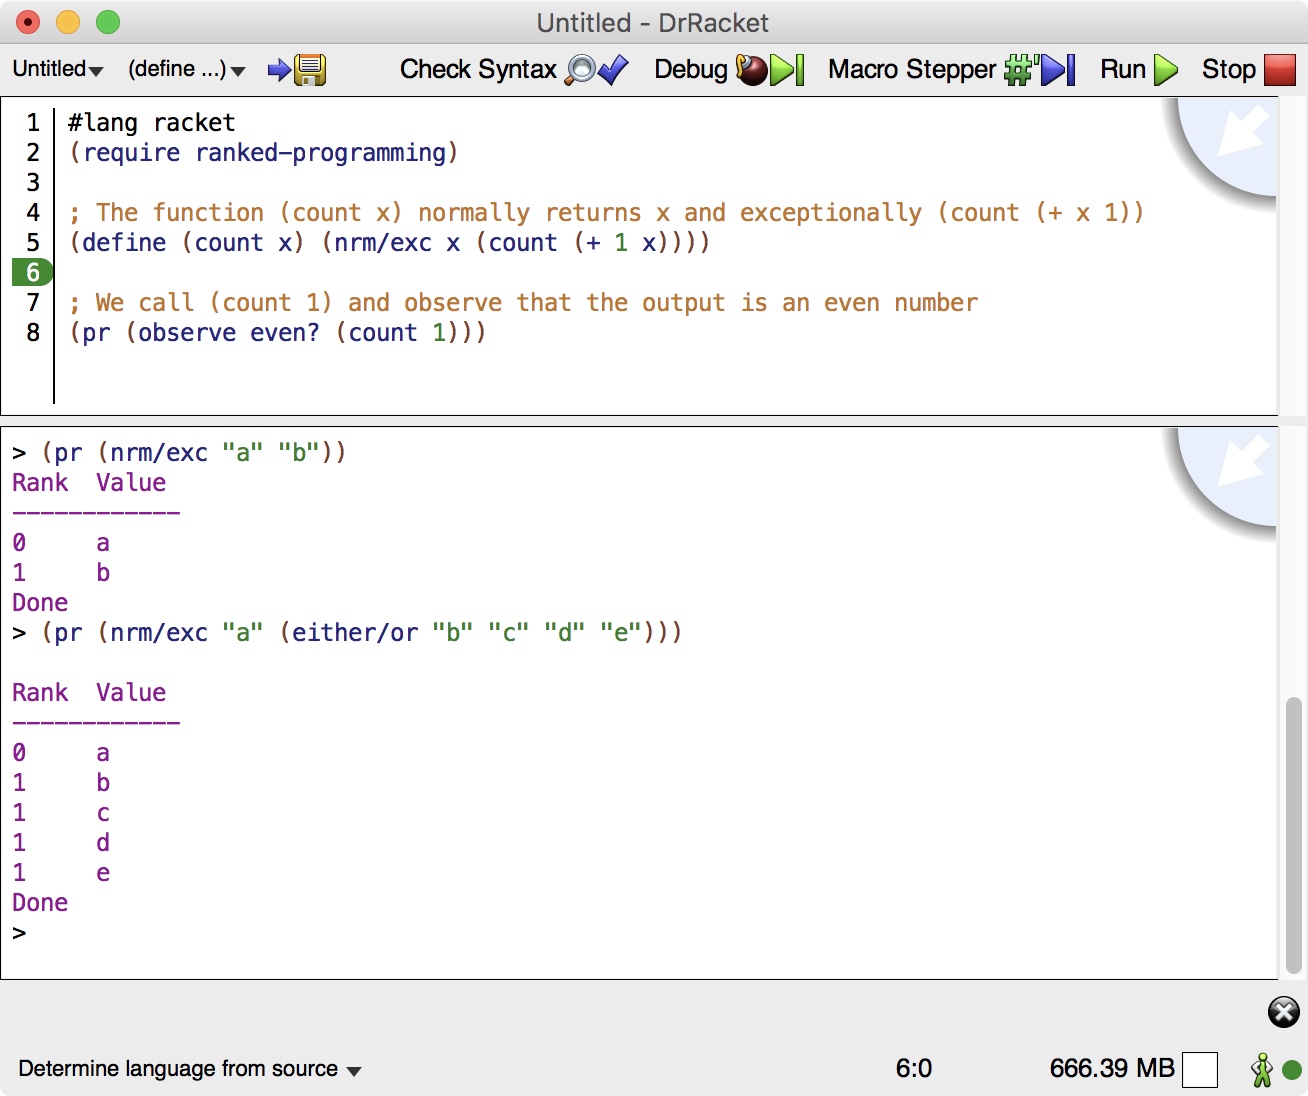 Untitled - DrRacket
Untitled (define ...) Check Syntax Debug Macro Stepper #' Run Stop
1 #lang racket
2 (require ranked-programming)
3
4 ; The function (count x) normally returns x and exceptionally (count (+ x 1))
5 (define (count x) (nrm/exc x (count (+ 1 x))))
6
7 ; We call (count 1) and observe that the output is an even number
8 (pr (observe even? (count 1)))
> (pr (nrm/exc "a" "b"))
Rank Value
------------
0 a
1 b
Done
> (pr (nrm/exc "a" (either/or "b" "c" "d" "e")))
Rank Value
------------
0 a
1 b
1 c
1 d
1 e
Done
>
Determine language from source 6:0 666.39 MB